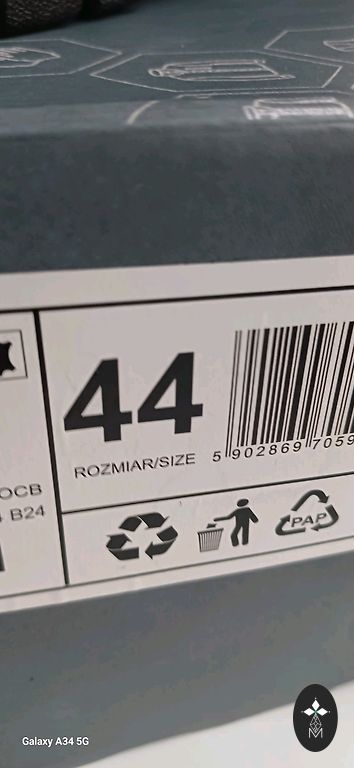 44
ROZMIAR/SIZE
5 902869 7059
OCB
B24
PAP
Galaxy A34 5G
M